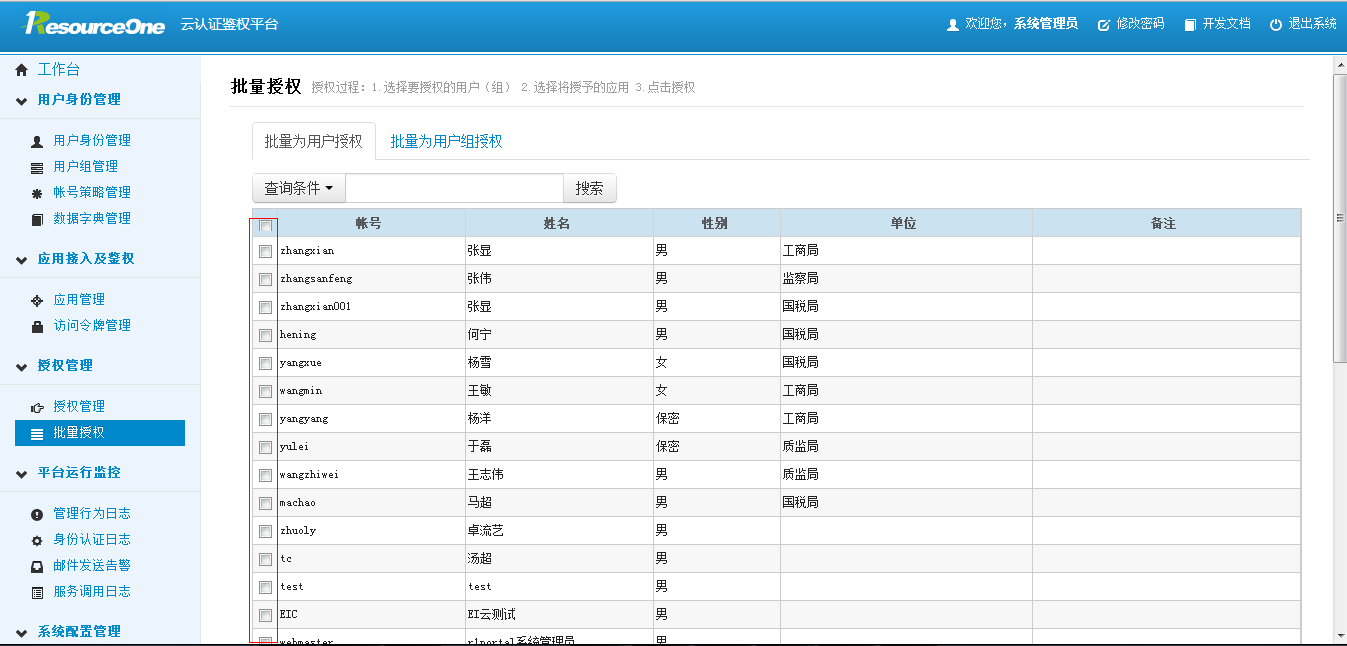 ResourceOne 云认证鉴权平台 欢迎您，系统管理员 修改密码 开发文档 退出系统
工作台
用户身份管理
用户身份管理
用户组管理
帐号策略管理
数据字典管理
应用接入及鉴权
应用管理
访问令牌管理
授权管理
授权管理
批量授权
平台运行监控
管理行为日志
身份认证日志
邮件发送告警
服务调用日志
系统配置管理
批量授权 授权过程：1.选择要授权的用户（组） 2.选择将授予的应用 3.点击授权
批量为用户授权 批量为用户组授权
查询条件 搜索
帐号 姓名 性别 单位 备注
zhangxian 张显 男 工商局
zhangsanfeng 张伟 男 监察局
zhangxian001 张显 男 国税局
hening 何宁 男 国税局
yangxue 杨雪 女 国税局
wangmin 王敏 女 工商局
yangyang 杨洋 保密 工商局
yulei 于磊 保密 质监局
wangzhiwei 王志伟 男 质监局
machao 马超 男 国税局
zhuoly 卓流艺 男
tc 汤超 男
test test 男
EIC EI云测试 男
webmaster r1portal系统管理员 男